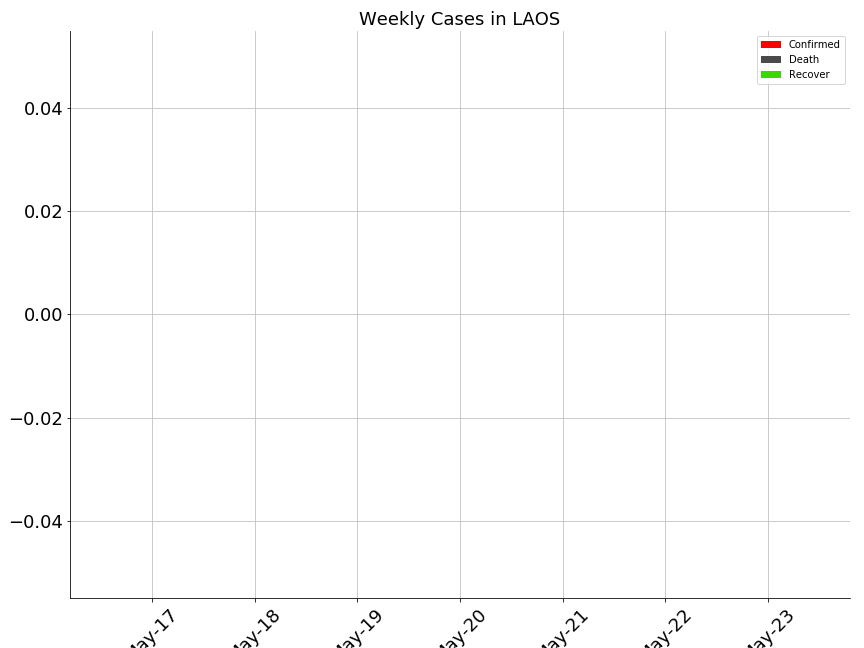 Weekly Cases in LAOS
Confirmed
Death
Recover
0.04
0.02
0.00
−0.02
−0.04
May-17
May-18
May-19
May-20
May-21
May-22
May-23